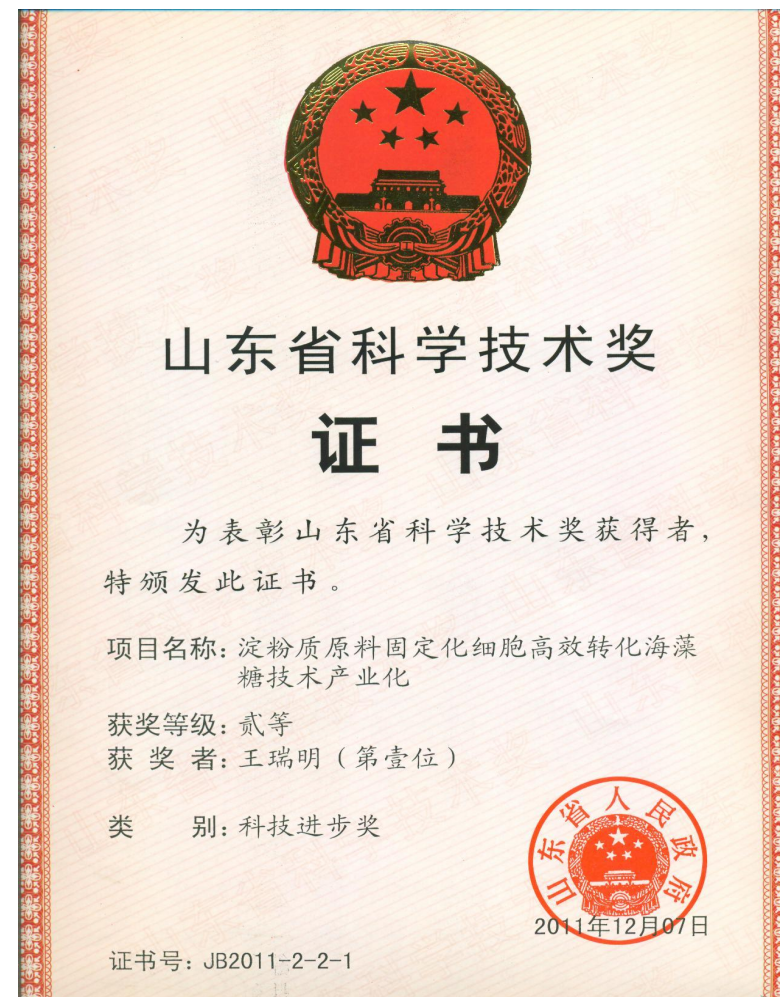 山东省科学技术奖
证书
为表彰山东省科学技术奖获得者,
特颁发此证书。
项目名称: 淀粉质原料固定化细胞高效转化海藻
糖技术产业化
获奖等级: 贰等
获奖者: 王瑞明(第壹位)
类别: 科技进步奖
山东省人民政府
2011年12月07日
证书号: JB2011-2-2-1